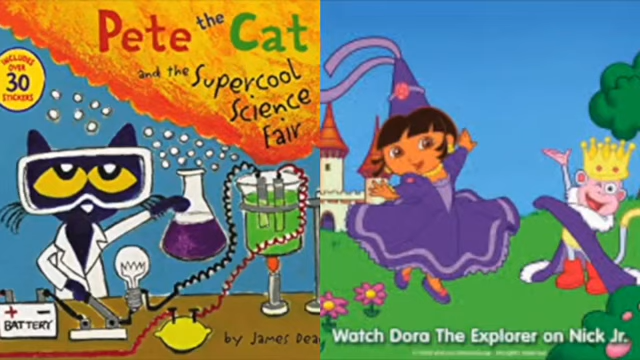 Pete the Cat
and the Supercool
Science
Fair
INCLUDES
OVER
30
STICKERS
+ -
BATTERY
by James Dea
Watch Dora The Explorer on Nick Jr.